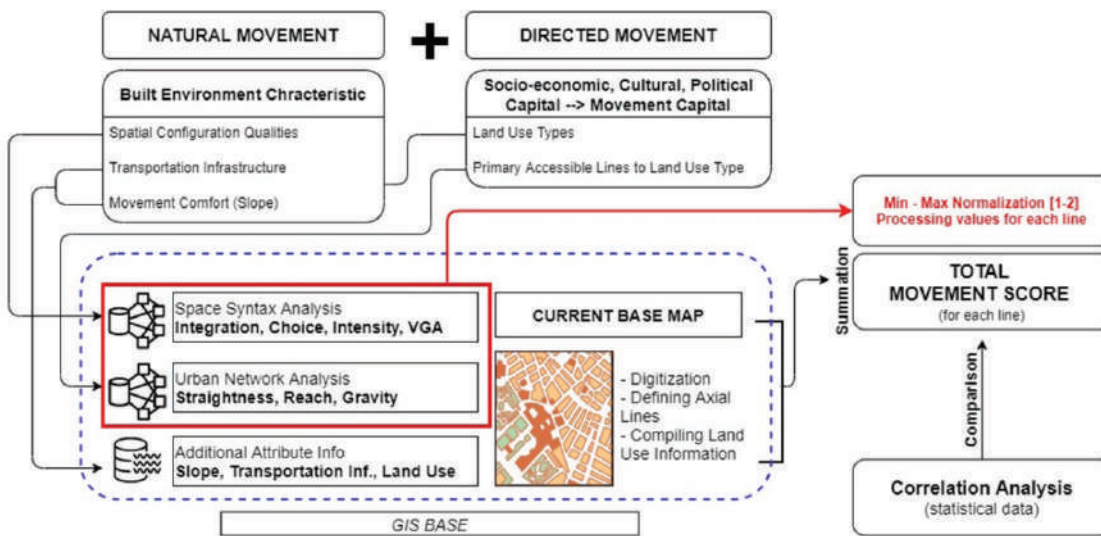 NATURAL MOVEMENT
+
DIRECTED MOVEMENT
Built Environment Chracteristic
Spatial Configuration Qualities
Transportation Infrastructure
Movement Comfort (Slope)
Socio-economic, Cultural, Political
Capital --> Movement Capital
Land Use Types
Primary Accessible Lines to Land Use Type
Min - Max Normalization [1-2]
Processing values for each line
Summation
TOTAL
MOVEMENT SCORE
(for each line)
Space Syntax Analysis
Integration, Choice, Intensity, VGA
Urban Network Analysis
Straightness, Reach, Gravity
Additional Attribute Info
Slope, Transportation Inf., Land Use
CURRENT BASE MAP
- Digitization
- Defining Axial
Lines
- Compiling Land
Use Information
Comparison
Correlation Analysis
(statistical data)
GIS BASE